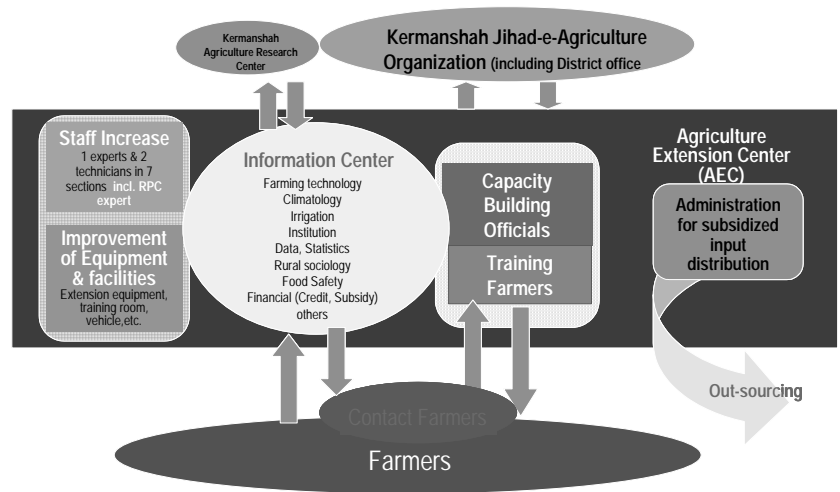 Kermanshah
Agriculture Research
Center
Kermanshah Jihad-e-Agriculture
Organization (including District office
Staff Increase
1 experts & 2
technicians in 7
sections incl. RPC
expert
Improvement
of Equipment
& facilities
Extension equipment,
training room,
vehicle,etc.
Information Center
Farming technology
Climatology
Irrigation
Institution
Data, Statistics
Rural sociology
Food Safety
Financial (Credit, Subsidy)
others
Capacity
Building
Officials
Training
Farmers
Agriculture
Extension Center
(AEC)
Administration
for subsidized
input
distribution
Out-sourcing
Contact Farmers
Farmers